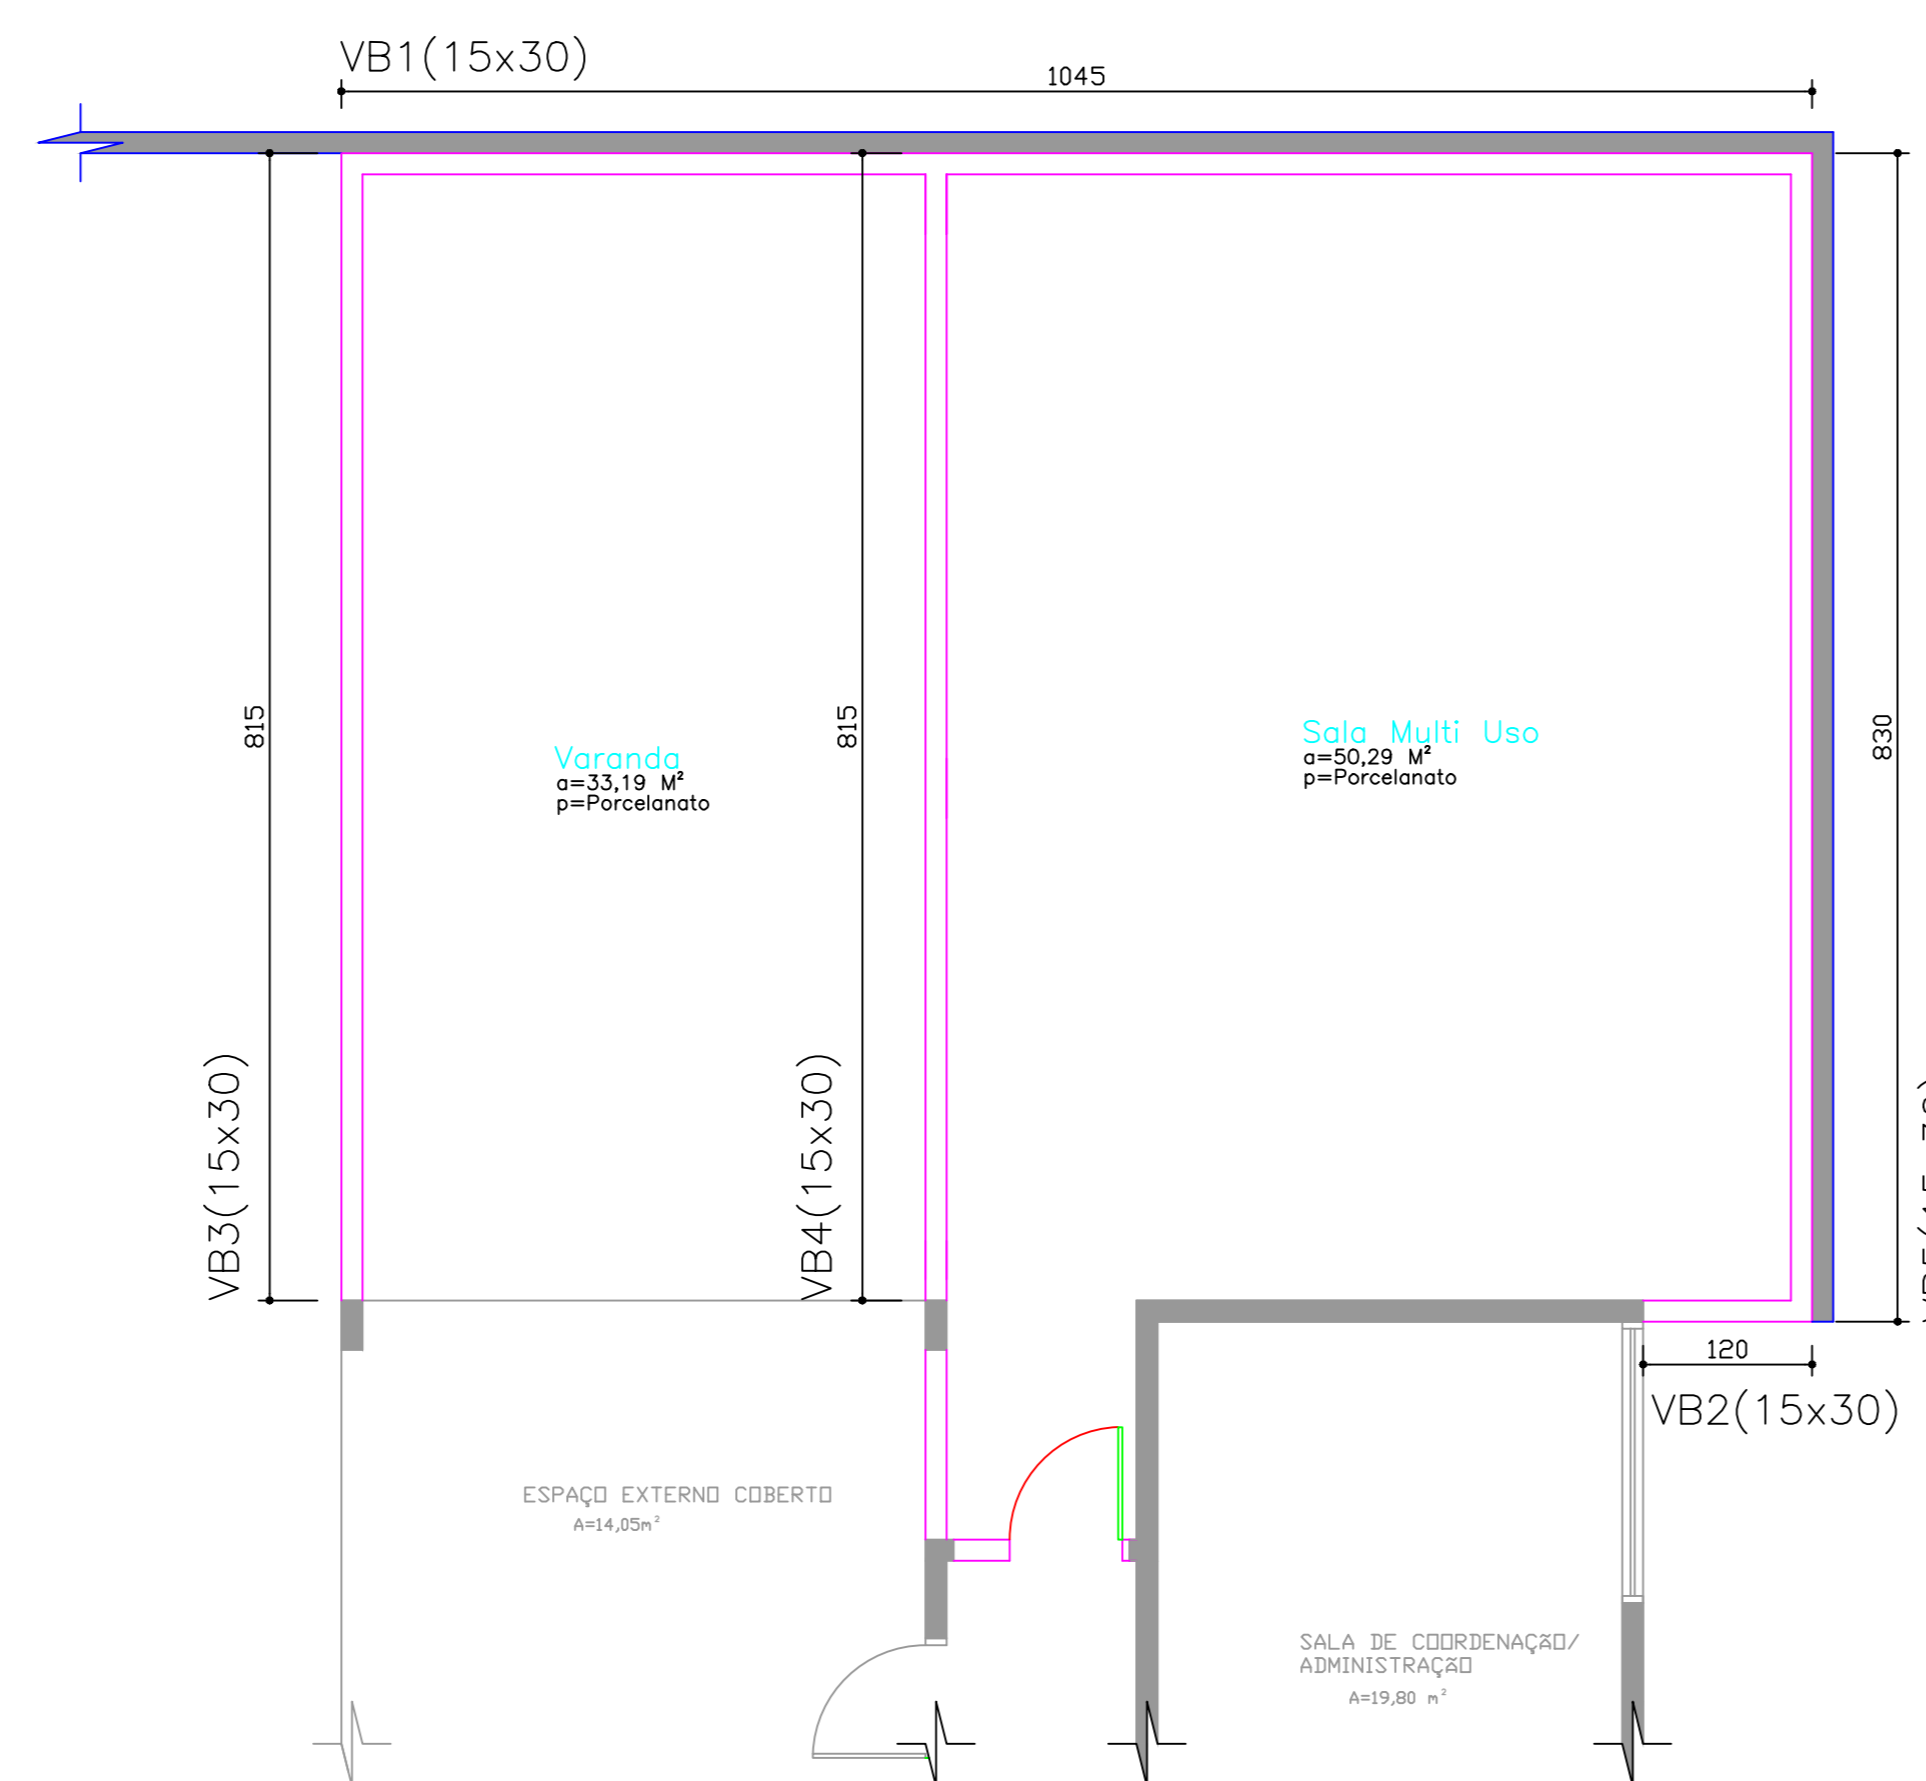 VB1(15x30)
1045
815
815
830
Varanda
a=33,19 M²
p=Porcelanato
Sala Multi Uso
a=50,29 M²
p=Porcelanato
VB3(15x30)
VB4(15x30)
120
VB2(15x30)
ESPAÇO EXTERNO COBERTO
A=14,05m²
SALA DE COORDENAÇÃO/
ADMINISTRAÇÃO
A=19,80 m²